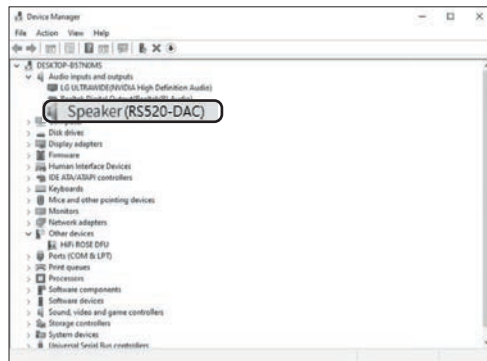 Device Manager
File Action View Help
DESKTOP-B57N0MS
Audio inputs and outputs
LG ULTRAWIDE(NVIDIA High Definition Audio)
Speaker (RS520-DAC)
Disk drives
Display adapters
Firmware
Human Interface Devices
IDE ATA/ATAPI controllers
Keyboards
Mice and other pointing devices
Monitors
Network adapters
Other devices
HiFi ROSE DFU
Ports (COM & LPT)
Print queues
Processors
Software components
Software devices
Sound, video and game controllers
Storage controllers
System devices
Universal Serial Bus controllers